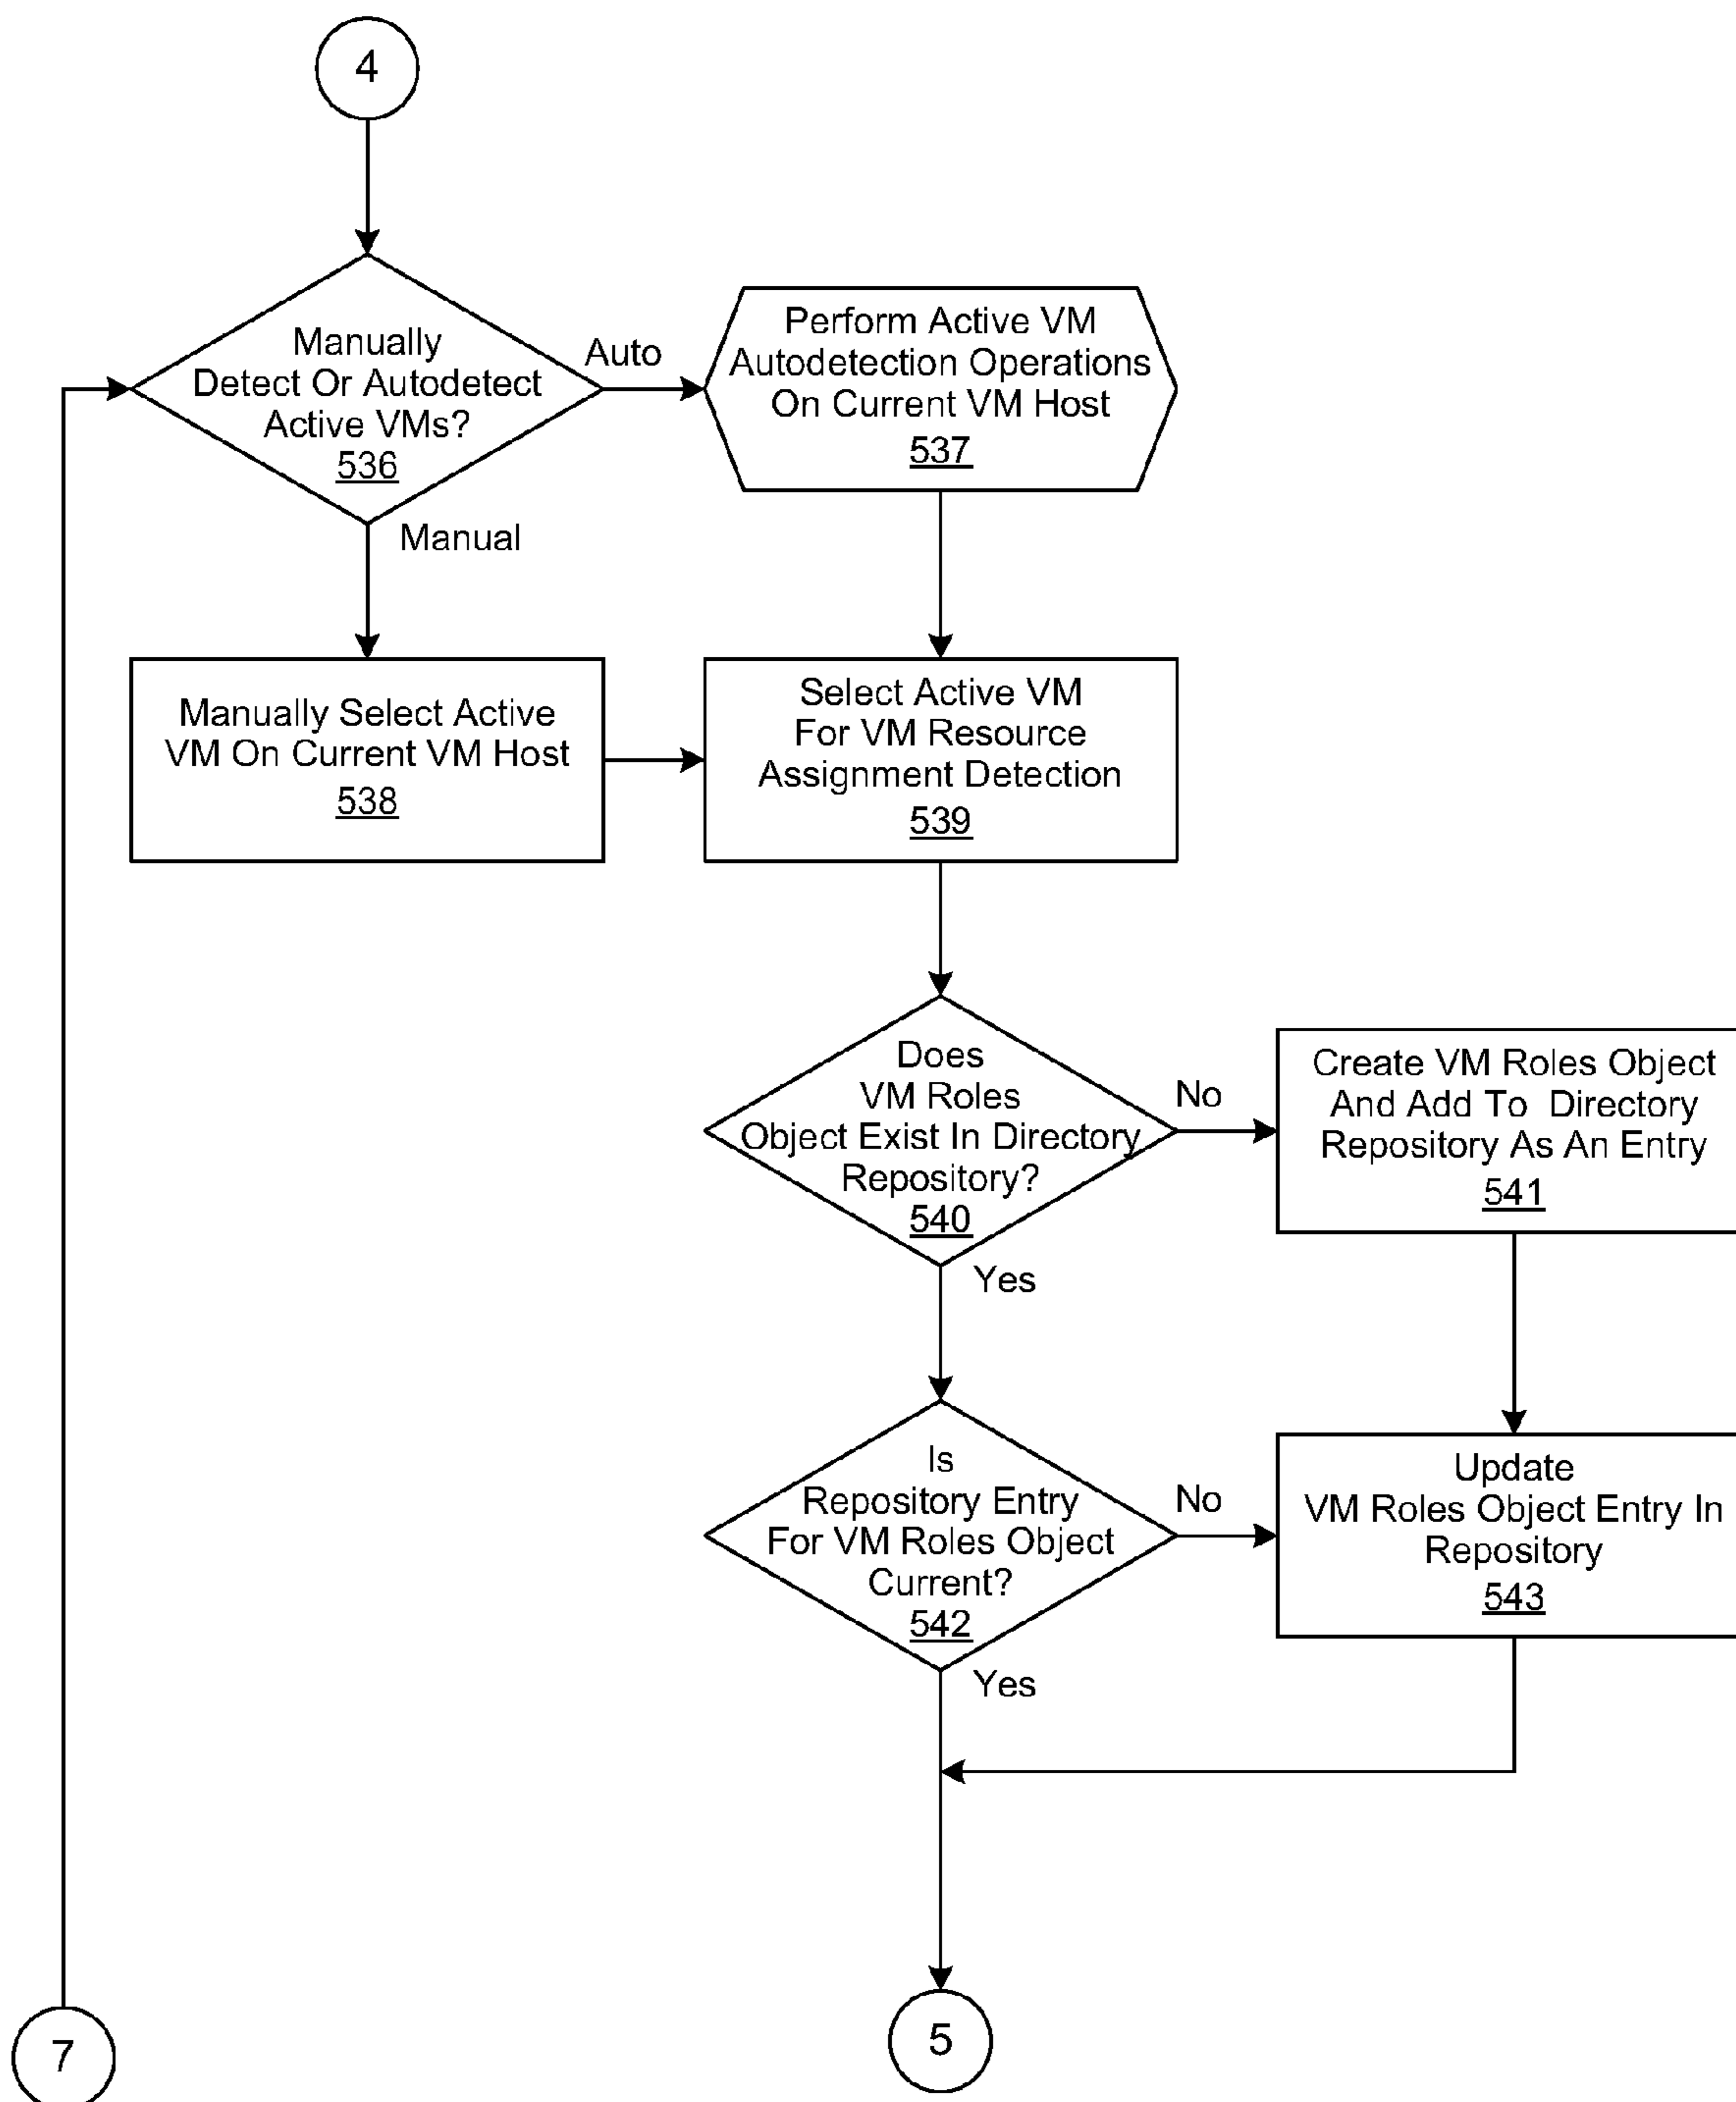 4
Manually
Detect Or Autodetect
Active VMs?
536
Auto
Manual
Perform Active VM
Autodetection Operations
On Current VM Host
537
Manually Select Active
VM On Current VM Host
538
Select Active VM
For VM Resource
Assignment Detection
539
Does
VM Roles
Object Exist In Directory
Repository?
540
No
Yes
Create VM Roles Object
And Add To Directory
Repository As An Entry
541
Is
Repository Entry
For VM Roles Object
Current?
542
No
Yes
Update
VM Roles Object Entry In
Repository
543
7
5